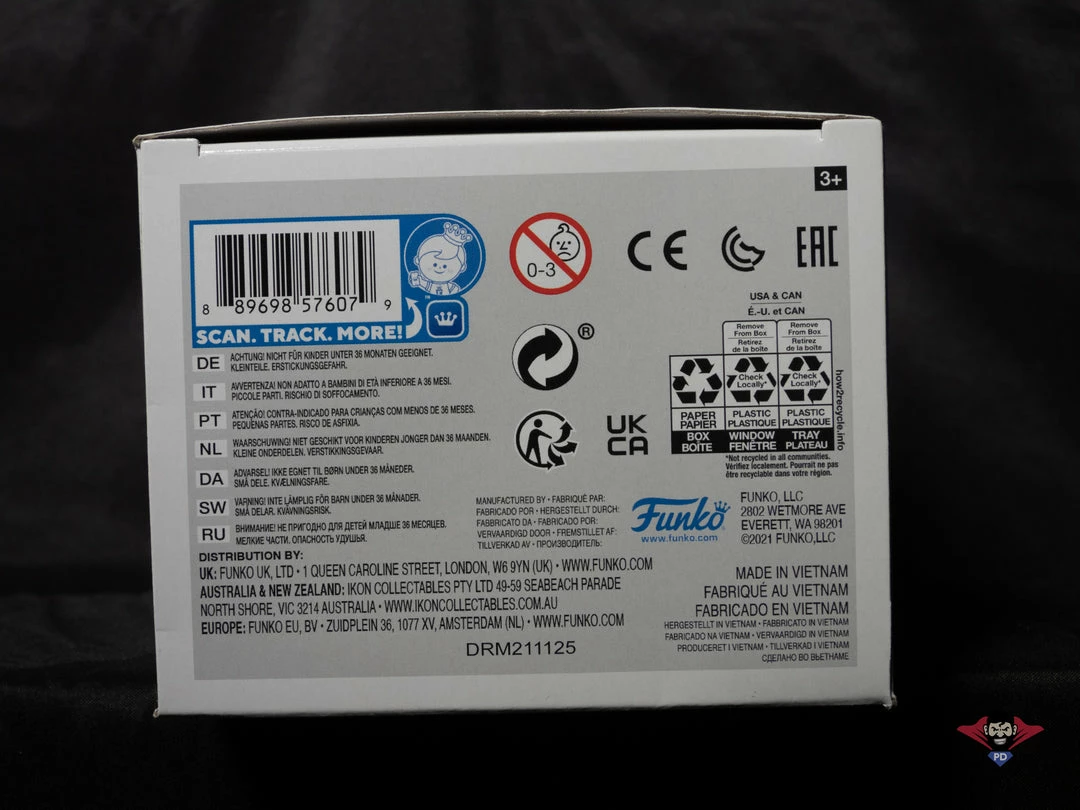 3+
8 89698 57607 9
SCAN. TRACK. MORE!
TM
0-3
CE
EAC
®
UK
CA
USA & CAN
É.-U. et CAN
Remove From Box
Retirez de la boîte
Remove From Box
Retirez de la boîte
Check Locally*
Check Locally*
PAPER
PAPIER
BOX
BOÎTE
PLASTIC
PLASTIQUE
WINDOW
FENÊTRE
PLASTIC
PLASTIQUE
TRAY
PLATEAU
how2recycle.info
*Not recycled in all communities.
Vérifiez localement. Pourrait ne pas
être recyclable dans votre région.
DE ACHTUNG! NICHT FÜR KINDER UNTER 36 MONATEN GEEIGNET.
KLEINTEILE. ERSTICKUNGSGEFAHR.
IT AVVERTENZA! NON ADATTO A BAMBINI DI ETÀ INFERIORE A 36 MESI.
PICCOLE PARTI. RISCHIO DI SOFFOCAMENTO.
PT ATENÇÃO! CONTRA-INDICADO PARA CRIANÇAS COM MENOS DE 36 MESES.
PEQUENAS PARTES. RISCO DE ASFIXIA.
NL WAARSCHUWING! NIET GESCHIKT VOOR KINDEREN JONGER DAN 36 MAANDEN.
KLEINE ONDERDELEN. VERSTIKKINGSGEVAAR.
DA ADVARSEL! IKKE EGNET TIL BØRN UNDER 36 MÅNEDER.
SMÅ DELE. KVÆLNINGSFARE.
SW VARNING! INTE LÄMPLIG FÖR BARN UNDER 36 MÅNADER.
SMÅ DELAR. KVÄVNINGSRISK.
RU ВНИМАНИЕ! НЕ ПРИГОДНО ДЛЯ ДЕТЕЙ МЛАДШЕ 36 МЕСЯЦЕВ.
МЕЛКИЕ ЧАСТИ. ОПАСНОСТЬ УДУШЬЯ.
MANUFACTURED BY • FABRIQUÉ PAR:
FABRICADO POR • HERGESTELLT DURCH:
FABBRICATO DA • FABRICADO POR:
VERVAARDIGD DOOR • FREMSTILLET AF:
TILLVERKAD AV • ПРОИЗВОДИТЕЛЬ:
Funko
www.funko.com
FUNKO, LLC
2802 WETMORE AVE
EVERETT, WA 98201
©2021 FUNKO,LLC
DISTRIBUTION BY:
UK: FUNKO UK, LTD • 1 QUEEN CAROLINE STREET, LONDON, W6 9YN (UK) • WWW.FUNKO.COM
AUSTRALIA & NEW ZEALAND: IKON COLLECTABLES PTY LTD 49-59 SEABEACH PARADE
NORTH SHORE, VIC 3214 AUSTRALIA • WWW.IKONCOLLECTABLES.COM.AU
EUROPE: FUNKO EU, BV • ZUIDPLEIN 36, 1077 XV, AMSTERDAM (NL) • WWW.FUNKO.COM
DRM211125
MADE IN VIETNAM
FABRIQUÉ AU VIETNAM
FABRICADO EN VIETNAM
HERGESTELLT IN VIETNAM • FABBRICATO IN VIETNAM
FABRICADO NA VIETNAM • VERVAARDIGD IN VIETNAM
PRODUCERET I VIETNAM • TILLVERKAD I VIETNAM
СДЕЛАНО ВО ВЬЕТНАМЕ
PD